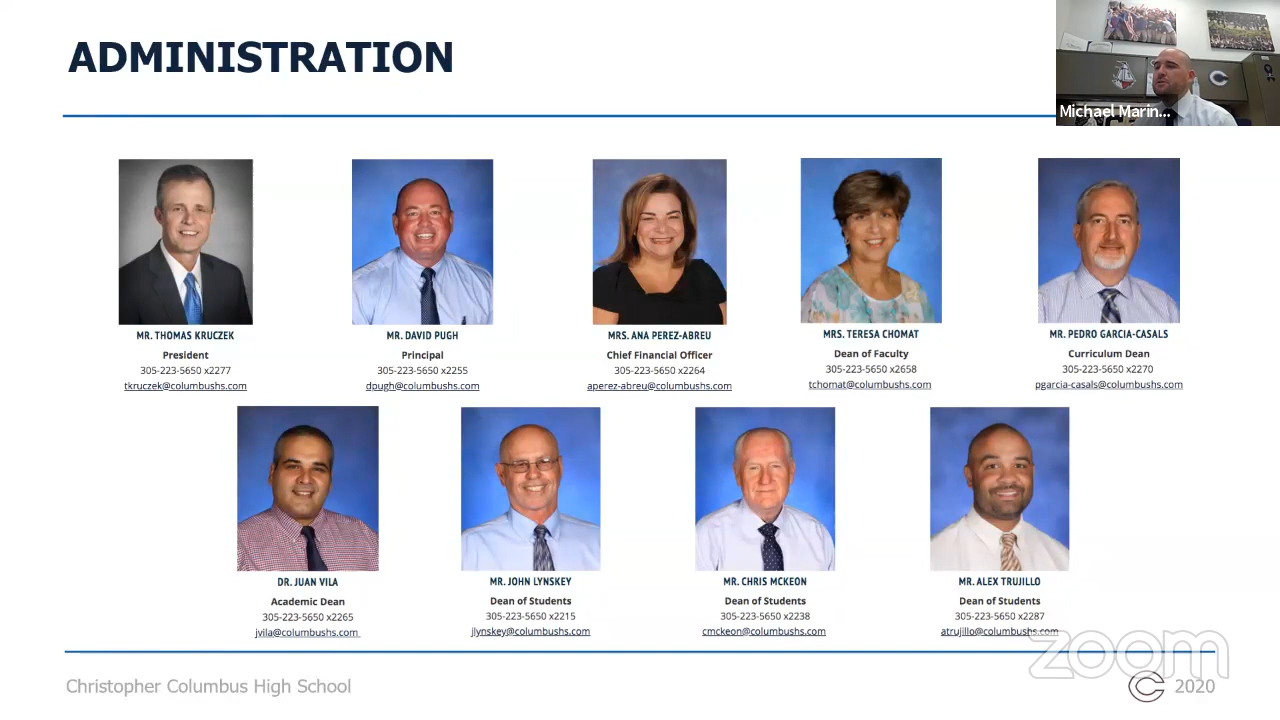 ADMINISTRATION
Michael Marin...
MR. THOMAS KRUCZEK
President
305-223-5650 x2277
tkruczek@columbushs.com
MR. DAVID PUGH
Principal
305-223-5650 x2255
dpugh@columbushs.com
MRS. ANA PEREZ-ABREU
Chief Financial Officer
305-223-5650 x2264
aperez-abreu@columbushs.com
MRS. TERESA CHOMAT
Dean of Faculty
305-223-5650 x2658
tchomat@columbushs.com
MR. PEDRO GARCIA-CASALS
Curriculum Dean
305-223-5650 x2270
pgarcia-casals@columbushs.com
DR. JUAN VILA
Academic Dean
305-223-5650 x2265
jvila@columbushs.com
MR. JOHN LYNSKEY
Dean of Students
305-223-5650 x2215
jlynskey@columbushs.com
MR. CHRIS MCKEON
Dean of Students
305-223-5650 x2238
cmckeon@columbushs.com
MR. ALEX TRUJILLO
Dean of Students
305-223-5650 x2287
atrujillo@columbushs.com
zoom
Christopher Columbus High School
C 2020